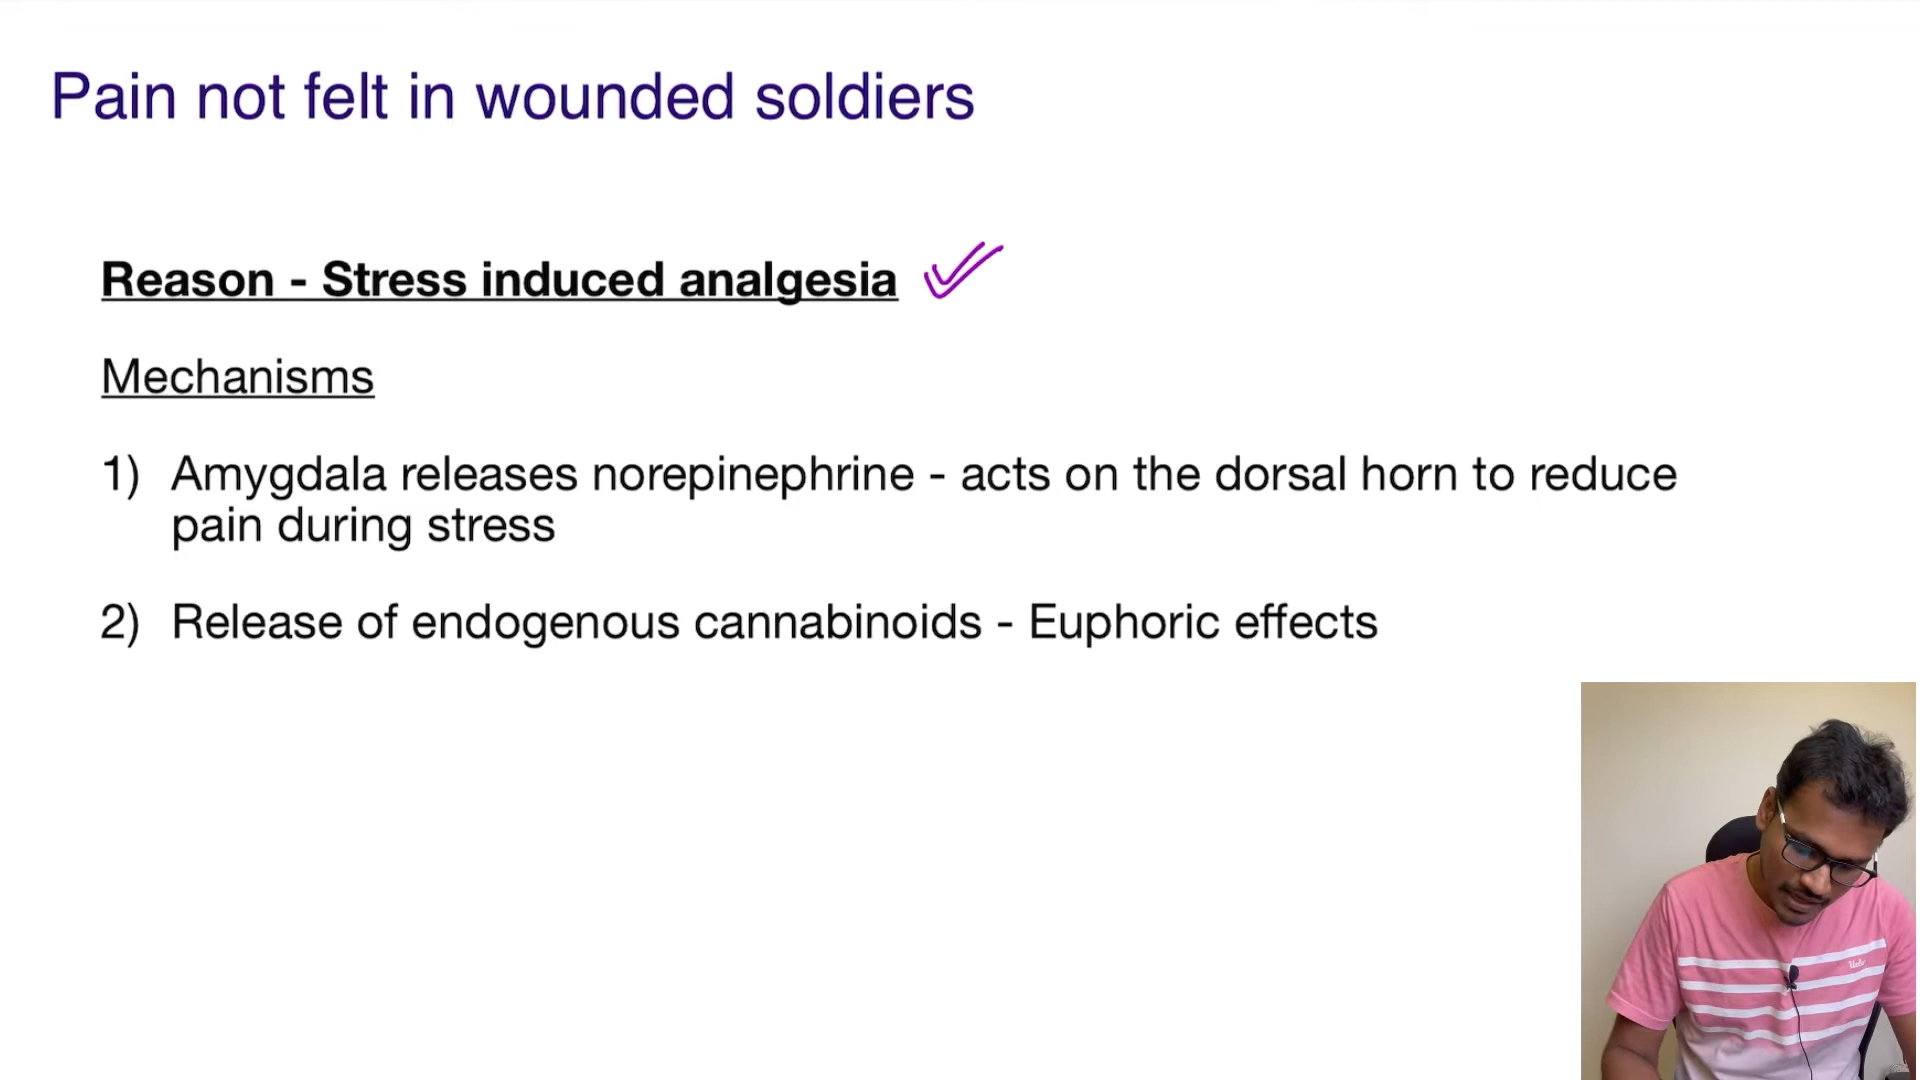 Pain not felt in wounded soldiers
Reason - Stress induced analgesia
Mechanisms
1) Amygdala releases norepinephrine - acts on the dorsal horn to reduce
pain during stress
2) Release of endogenous cannabinoids - Euphoric effects